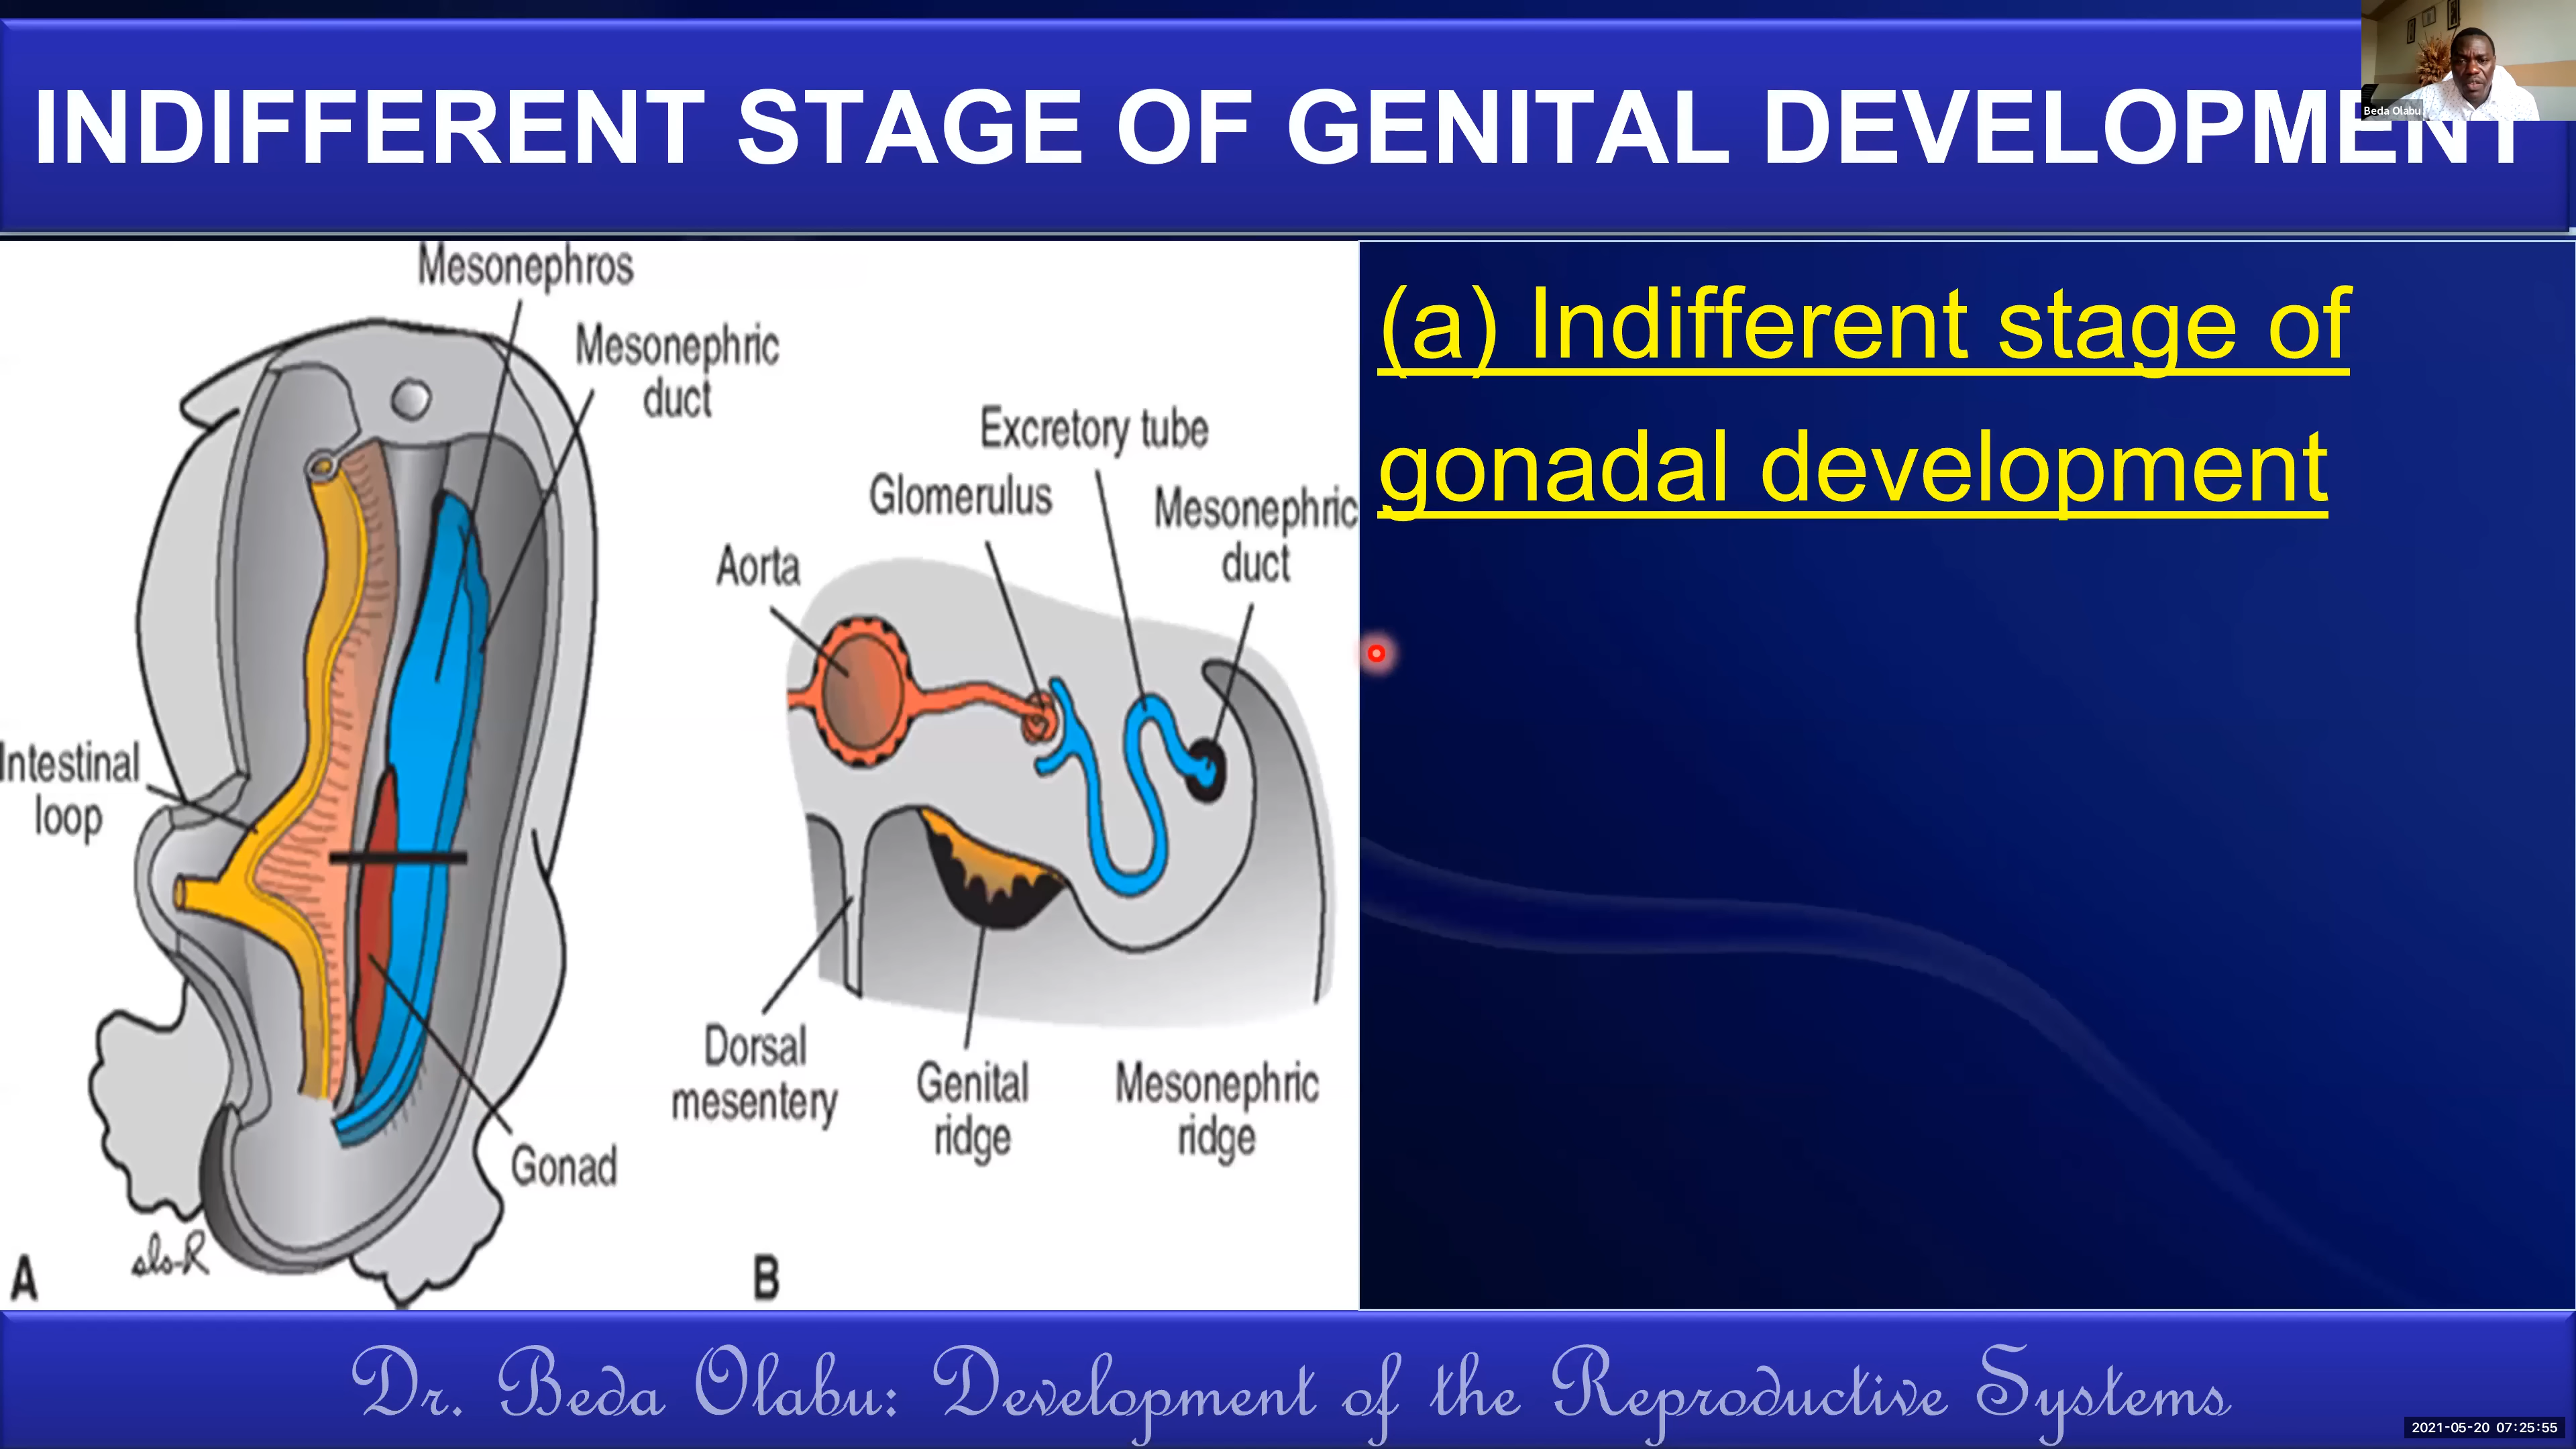 INDIFFERENT STAGE OF GENITAL DEVELOPMENT
Beda Olabu
Mesonephros
Mesonephric
duct
Excretory tube
Glomerulus
Mesonephric
duct
Aorta
Intestinal
loop
Dorsal
mesentery
Genital
ridge
Mesonephric
ridge
Gonad
sls-R
A
B
(a) Indifferent stage of
gonadal development
Dr. Beda Olabu: Development of the Reproductive Systems
2021-05-20 07:25:55